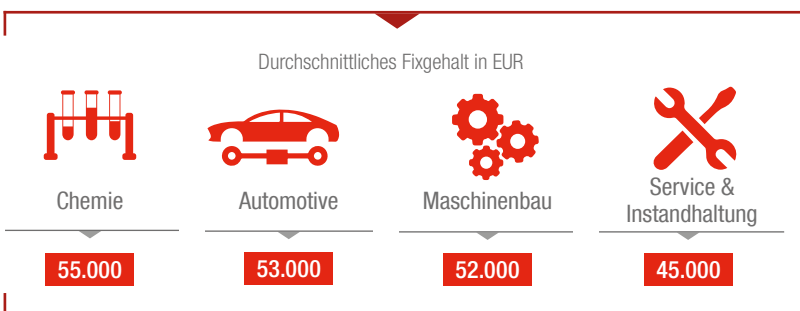 Durchschnittliches Fixgehalt in EUR
Chemie
Automotive
Maschinenbau
Service &
Instandhaltung
55.000
53.000
52.000
45.000